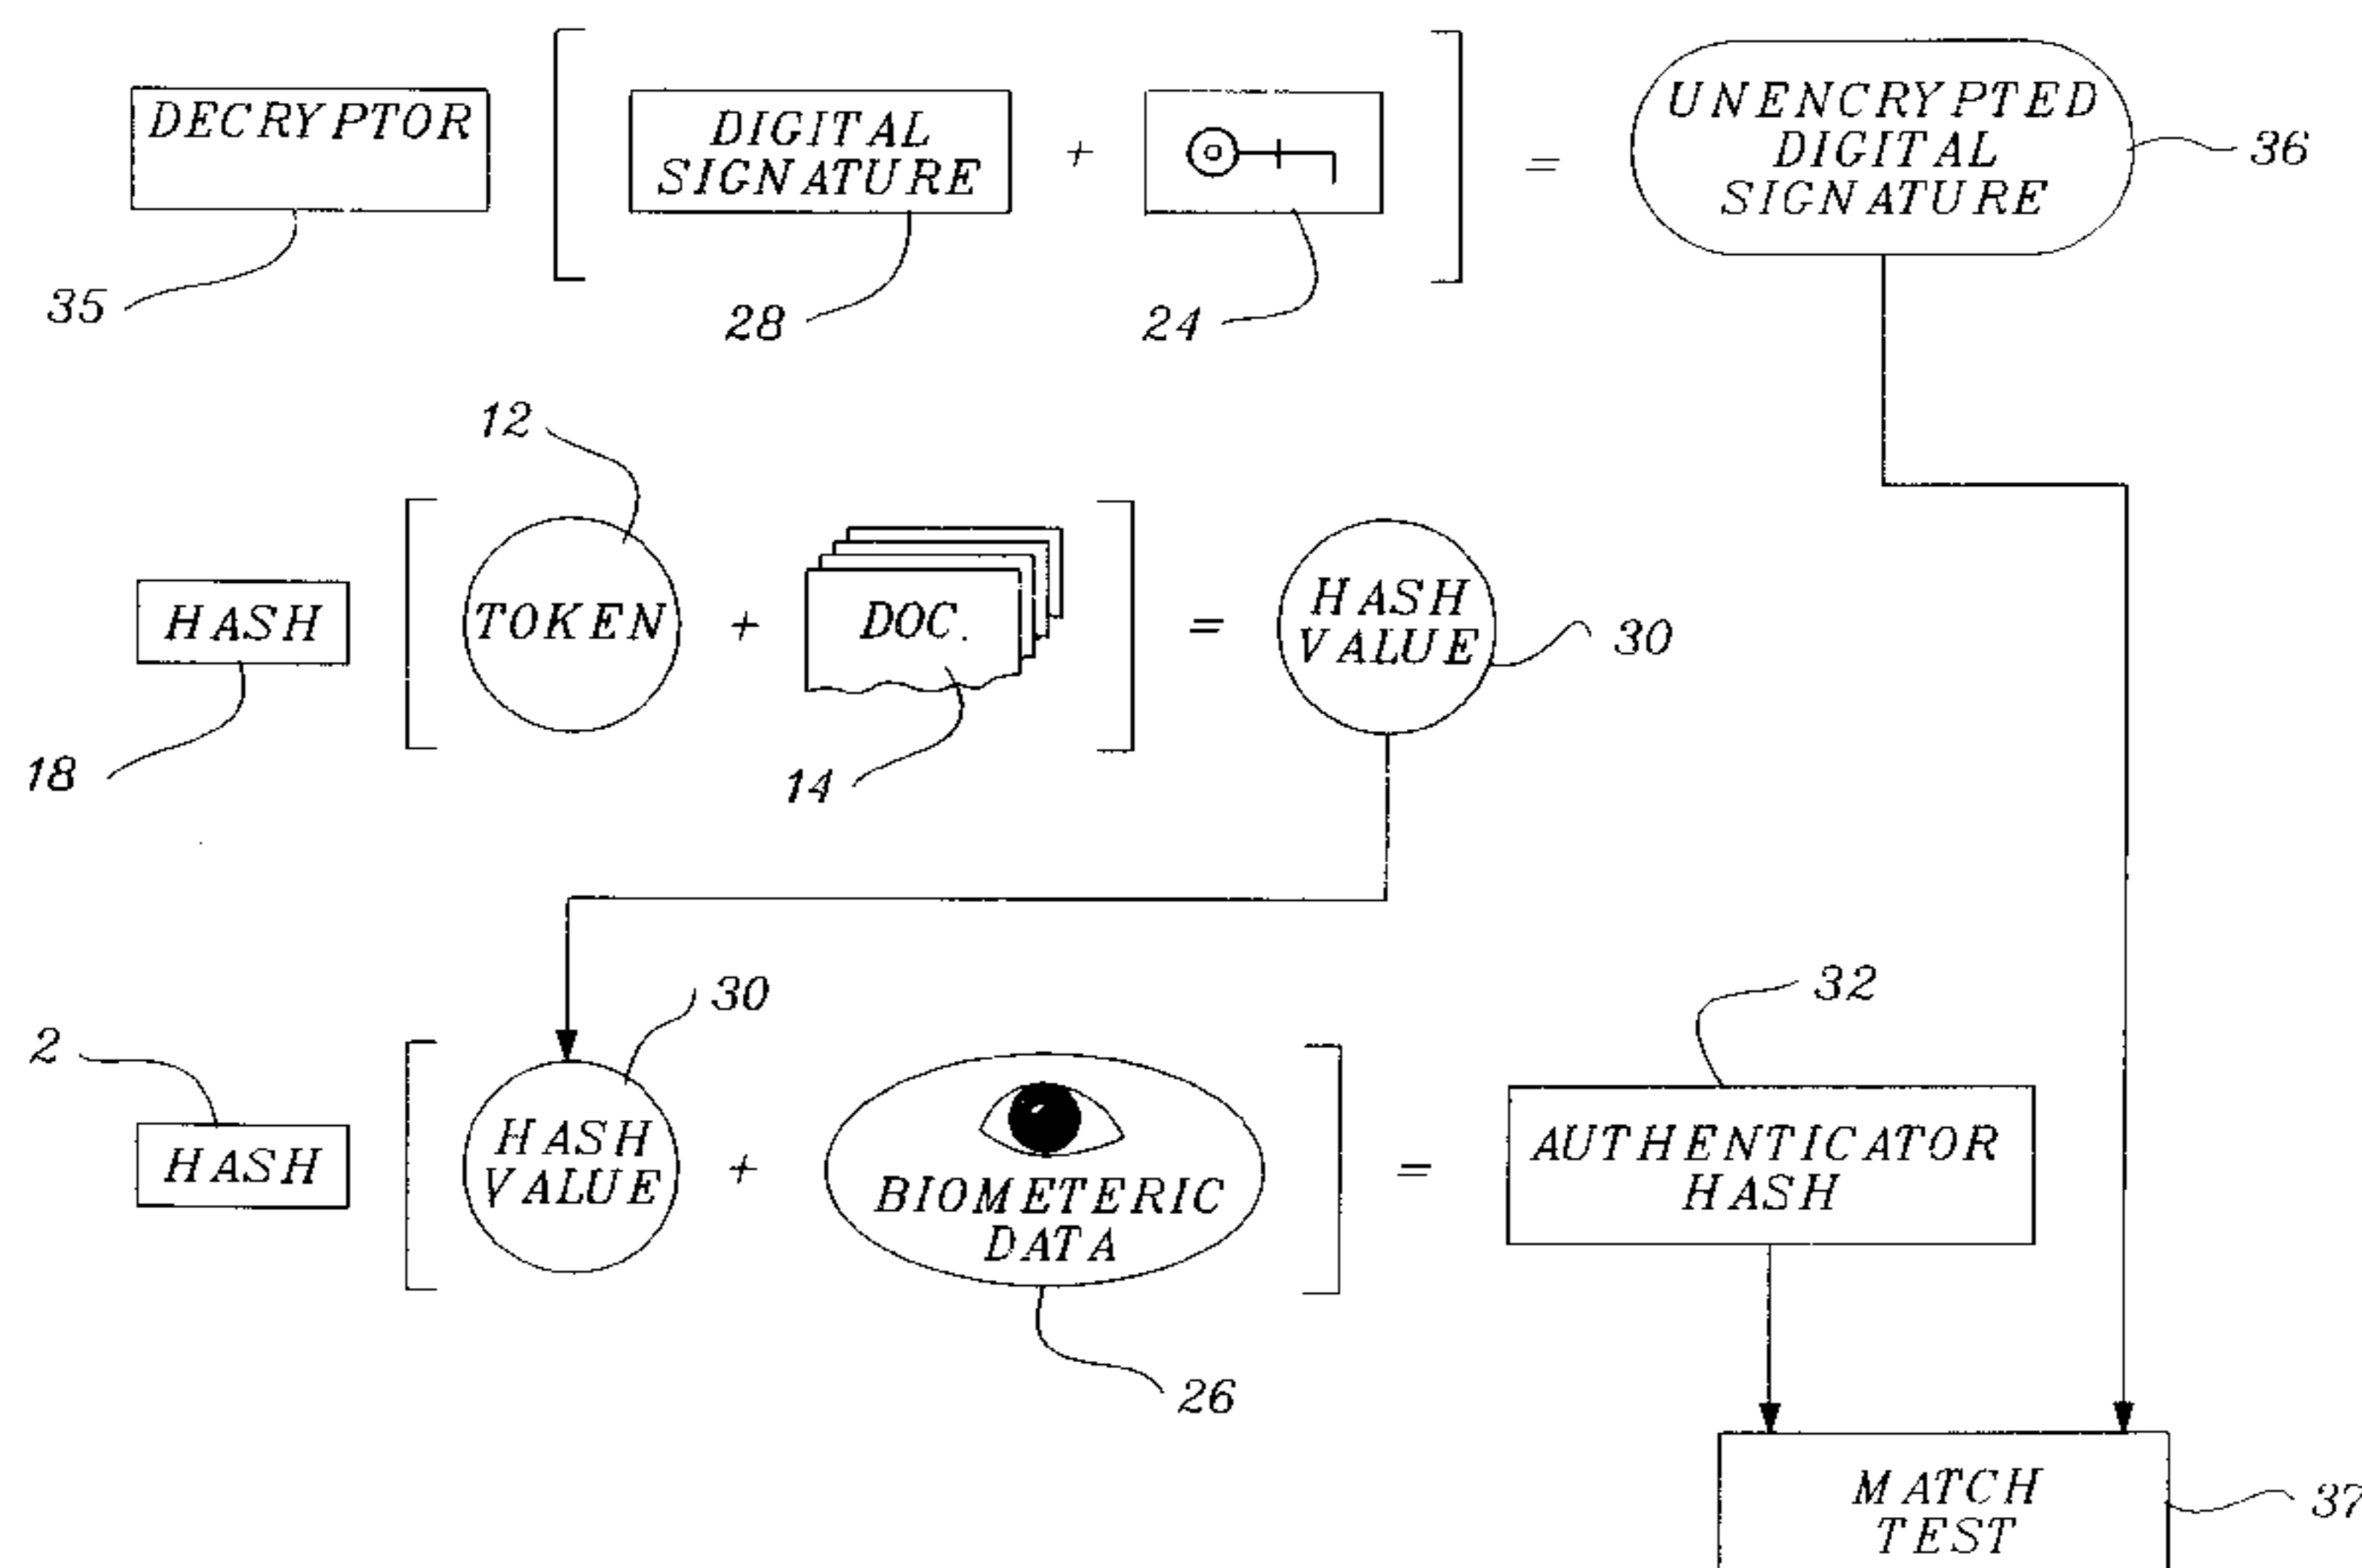 DECRYPTOR
DIGITAL
SIGNATURE
+
=
UNENCRYPTED
DIGITAL
SIGNATURE
36
35
28
24
12
HASH
TOKEN
+
DOC.
=
HASH
VALUE
30
18
14
2
30
32
HASH
HASH
VALUE
+
BIOMETERIC
DATA
=
AUTHENTICATOR
HASH
26
MATCH
TEST
37